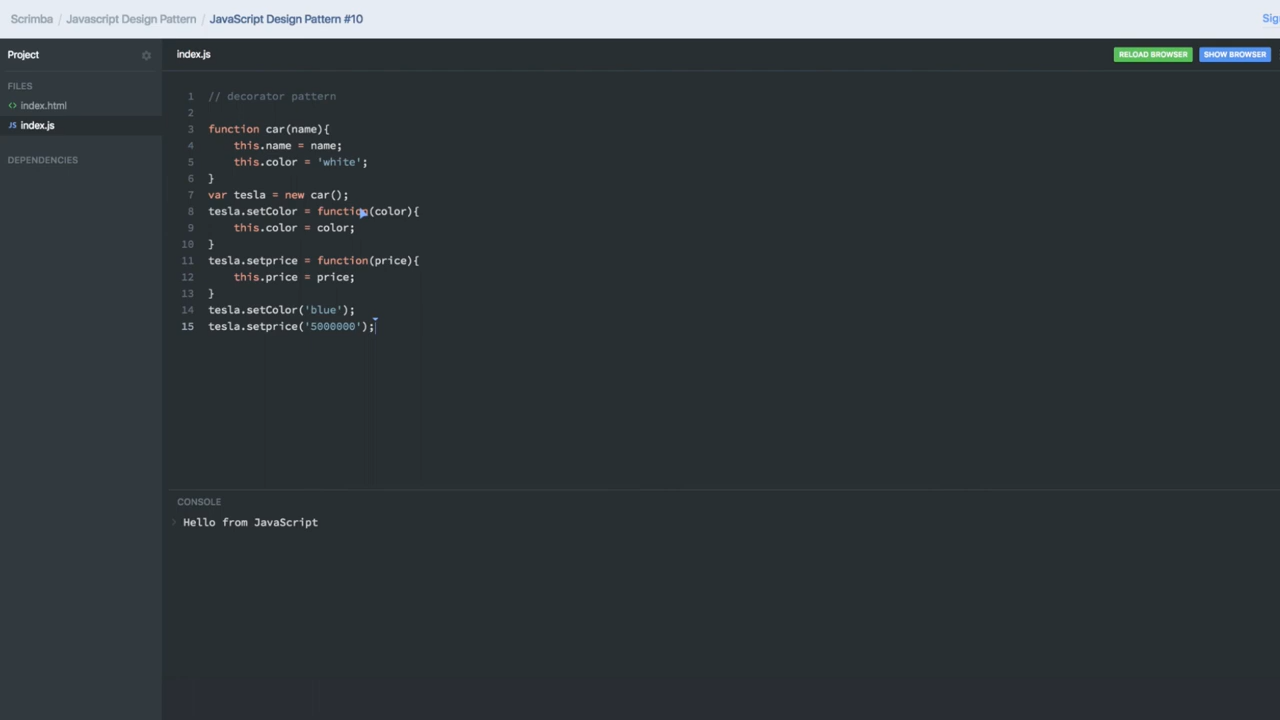 Scrimba / Javascript Design Pattern / JavaScript Design Pattern #10
Project
index.js
RELOAD BROWSER
SHOW BROWSER
FILES
<> index.html
JS index.js
DEPENDENCIES
1 // decorator pattern
2
3 function car(name){
4 this.name = name;
5 this.color = 'white';
6 }
7 var tesla = new car();
8 tesla.setColor = function(color){
9 this.color = color;
10 }
11 tesla.setprice = function(price){
12 this.price = price;
13 }
14 tesla.setColor('blue');
15 tesla.setprice('5000000');
CONSOLE
> Hello from JavaScript